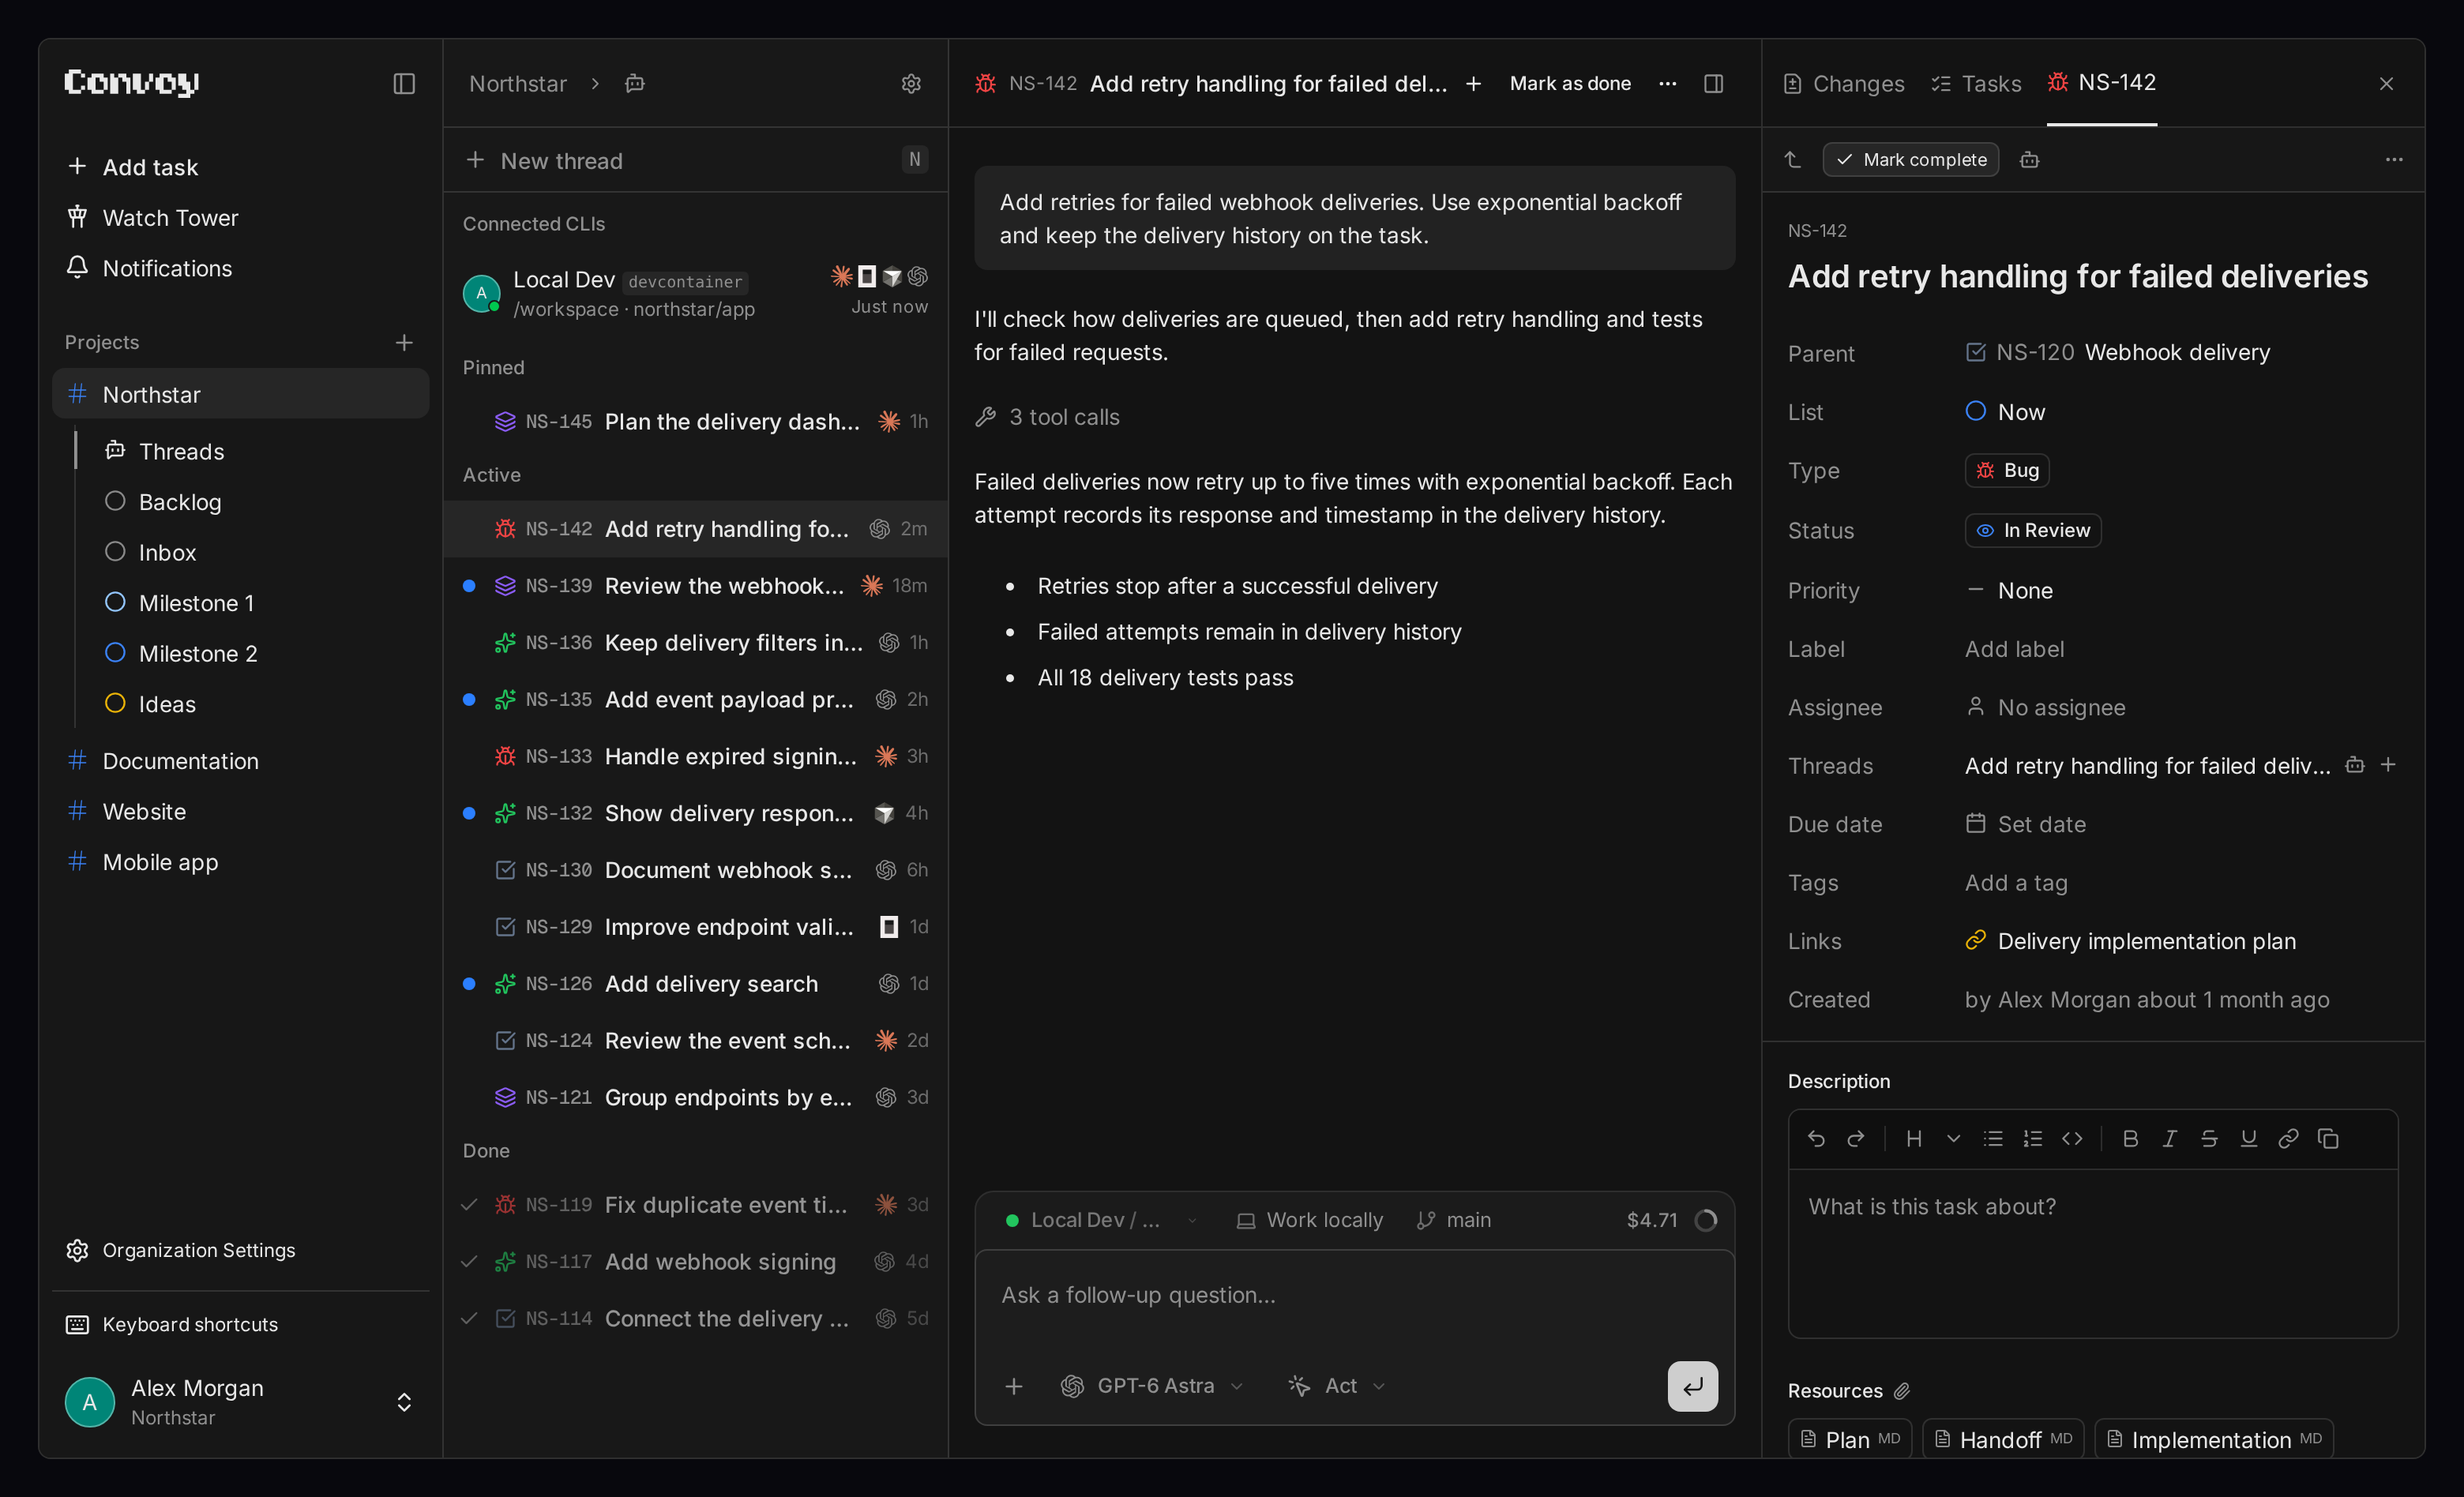 Convoy
Add task
Watch Tower
Notifications
Projects
Northstar
Threads
Backlog
Inbox
Milestone 1
Milestone 2
Ideas
Documentation
Website
Mobile app
Organization Settings
Keyboard shortcuts
A
Alex Morgan
Northstar
Northstar
New thread N
Connected CLIs
A
Local Dev devcontainer
/workspace · northstar/app Just now
Pinned
NS-145 Plan the delivery dash... 1h
Active
NS-142 Add retry handling fo... 2m
NS-139 Review the webhook... 18m
NS-136 Keep delivery filters in... 1h
NS-135 Add event payload pr... 2h
NS-133 Handle expired signin... 3h
NS-132 Show delivery respon... 4h
NS-130 Document webhook s... 6h
NS-129 Improve endpoint vali... 1d
NS-126 Add delivery search 1d
NS-124 Review the event sch... 2d
NS-121 Group endpoints by e... 3d
Done
NS-119 Fix duplicate event ti... 3d
NS-117 Add webhook signing 4d
NS-114 Connect the delivery ... 5d
NS-142 Add retry handling for failed del... Mark as done
Add retries for failed webhook deliveries. Use exponential backoff
and keep the delivery history on the task.
I'll check how deliveries are queued, then add retry handling and tests
for failed requests.
3 tool calls
Failed deliveries now retry up to five times with exponential backoff. Each
attempt records its response and timestamp in the delivery history.
• Retries stop after a successful delivery
• Failed attempts remain in delivery history
• All 18 delivery tests pass
Local Dev / ... Work locally main $4.71
Ask a follow-up question...
GPT-6 Astra Act
Changes Tasks NS-142
Mark complete
NS-142
Add retry handling for failed deliveries
Parent NS-120 Webhook delivery
List Now
Type Bug
Status In Review
Priority None
Label Add label
Assignee No assignee
Threads Add retry handling for failed deliv...
Due date Set date
Tags Add a tag
Links Delivery implementation plan
Created by Alex Morgan about 1 month ago
Description
H B I S U
What is this task about?
Resources
Plan MD Handoff MD Implementation MD